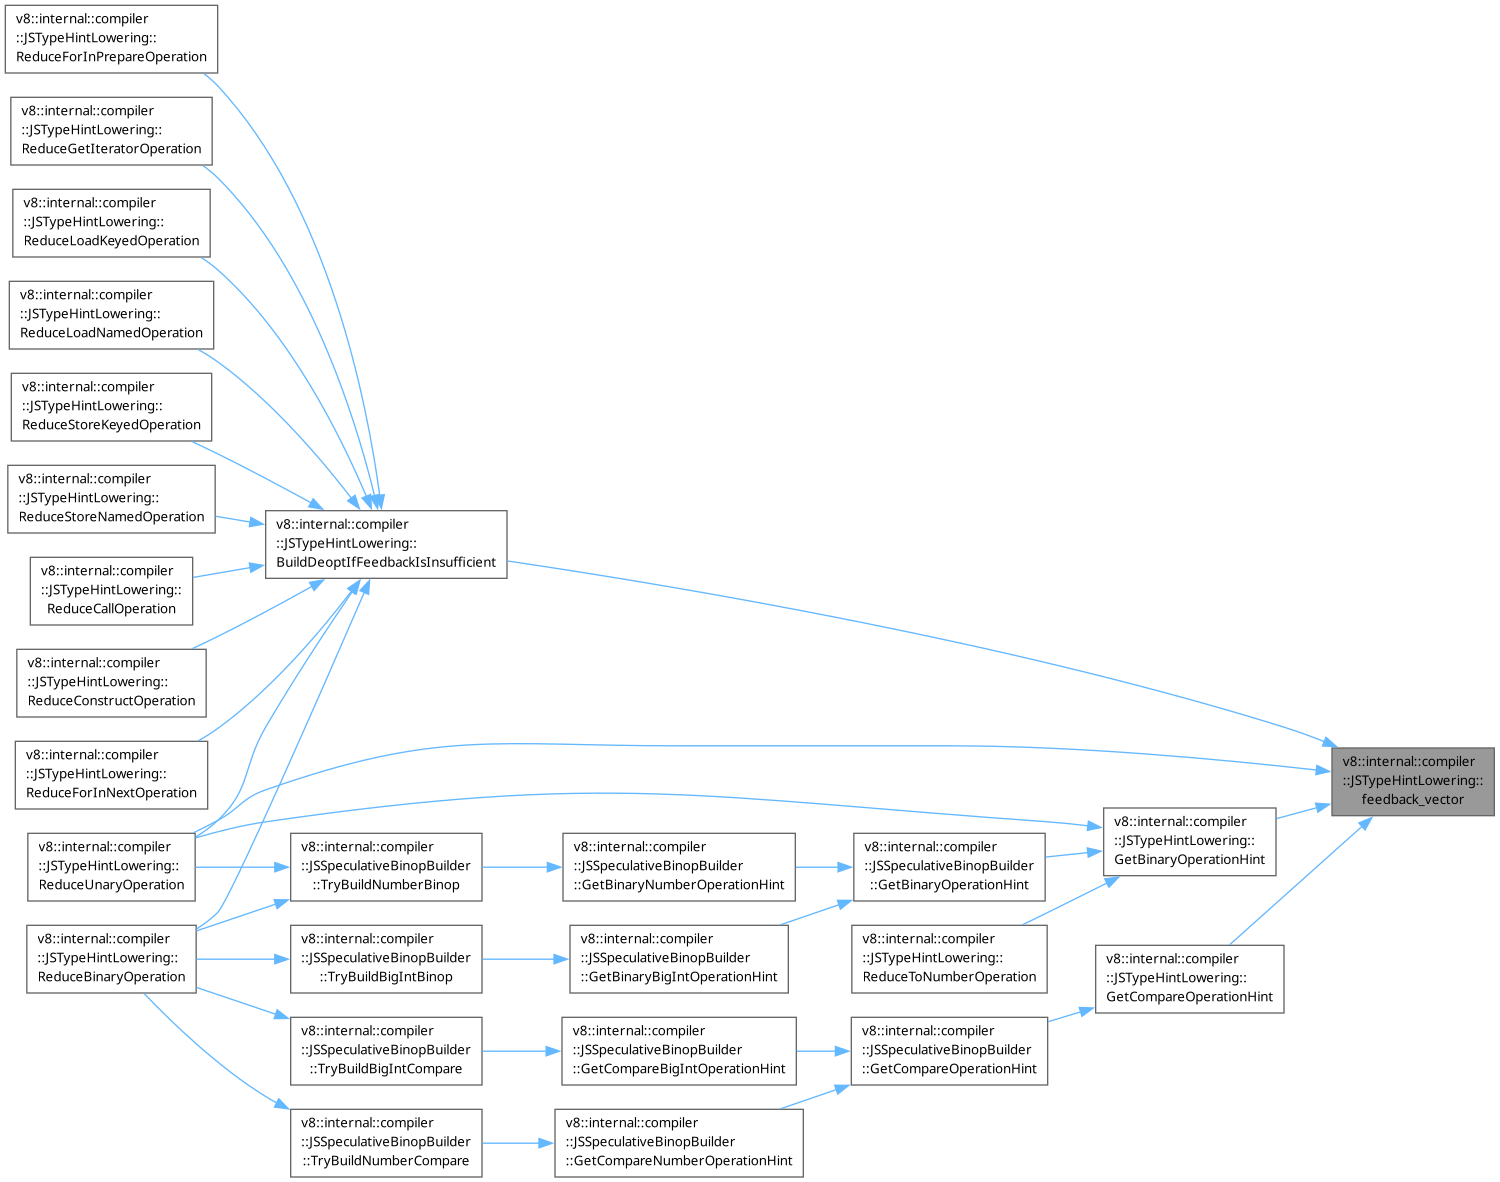 v8::internal::compiler
::JSTypeHintLowering::
ReduceForInPrepareOperation
v8::internal::compiler
::JSTypeHintLowering::
ReduceGetIteratorOperation
v8::internal::compiler
::JSTypeHintLowering::
ReduceLoadKeyedOperation
v8::internal::compiler
::JSTypeHintLowering::
ReduceLoadNamedOperation
v8::internal::compiler
::JSTypeHintLowering::
ReduceStoreKeyedOperation
v8::internal::compiler
::JSTypeHintLowering::
ReduceStoreNamedOperation
v8::internal::compiler
::JSTypeHintLowering::
BuildDeoptIfFeedbackIsInsufficient
v8::internal::compiler
::JSTypeHintLowering::
ReduceCallOperation
v8::internal::compiler
::JSTypeHintLowering::
ReduceConstructOperation
v8::internal::compiler
::JSTypeHintLowering::
ReduceForInNextOperation
v8::internal::compiler
::JSTypeHintLowering::
feedback_vector
v8::internal::compiler
::JSTypeHintLowering::
ReduceUnaryOperation
v8::internal::compiler
::JSSpeculativeBinopBuilder
::TryBuildNumberBinop
v8::internal::compiler
::JSSpeculativeBinopBuilder
::GetBinaryNumberOperationHint
v8::internal::compiler
::JSSpeculativeBinopBuilder
::GetBinaryOperationHint
v8::internal::compiler
::JSTypeHintLowering::
GetBinaryOperationHint
v8::internal::compiler
::JSTypeHintLowering::
ReduceBinaryOperation
v8::internal::compiler
::JSSpeculativeBinopBuilder
::TryBuildBigIntBinop
v8::internal::compiler
::JSSpeculativeBinopBuilder
::GetBinaryBigIntOperationHint
v8::internal::compiler
::JSTypeHintLowering::
ReduceToNumberOperation
v8::internal::compiler
::JSTypeHintLowering::
GetCompareOperationHint
v8::internal::compiler
::JSSpeculativeBinopBuilder
::TryBuildBigIntCompare
v8::internal::compiler
::JSSpeculativeBinopBuilder
::GetCompareBigIntOperationHint
v8::internal::compiler
::JSSpeculativeBinopBuilder
::GetCompareOperationHint
v8::internal::compiler
::JSSpeculativeBinopBuilder
::TryBuildNumberCompare
v8::internal::compiler
::JSSpeculativeBinopBuilder
::GetCompareNumberOperationHint